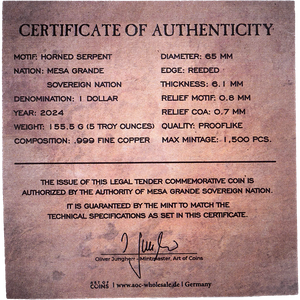 CERTIFICATE OF AUTHENTICITY
MOTIF: HORNED SERPENT
NATION: MESA GRANDE
SOVEREIGN NATION
DENOMINATION: 1 DOLLAR
YEAR: 2024
WEIGHT: 155.5 G (5 TROY OUNCES)
COMPOSITION: .999 FINE COPPER
DIAMETER: 65 MM
EDGE: REEDED
THICKNESS: 6.1 MM
RELIEF MOTIF: 0.8 MM
RELIEF COA: 0.7 MM
QUALITY: PROOFLIKE
MAX MINTAGE: 1,500 PCS.
THE ISSUE OF THIS LEGAL TENDER COMMEMORATIVE COIN IS
AUTHORIZED BY THE AUTHORITY OF MESA GRANDE SOVEREIGN NATION.
IT IS GUARANTEED BY THE MINT TO MATCH THE
TECHNICAL SPECIFICATIONS AS SET IN THIS CERTIFICATE.
Oliver Jungherr - Mintmaster, Art of Coins
ART OF
COINS | www.aoc-wholesale.de | Germany